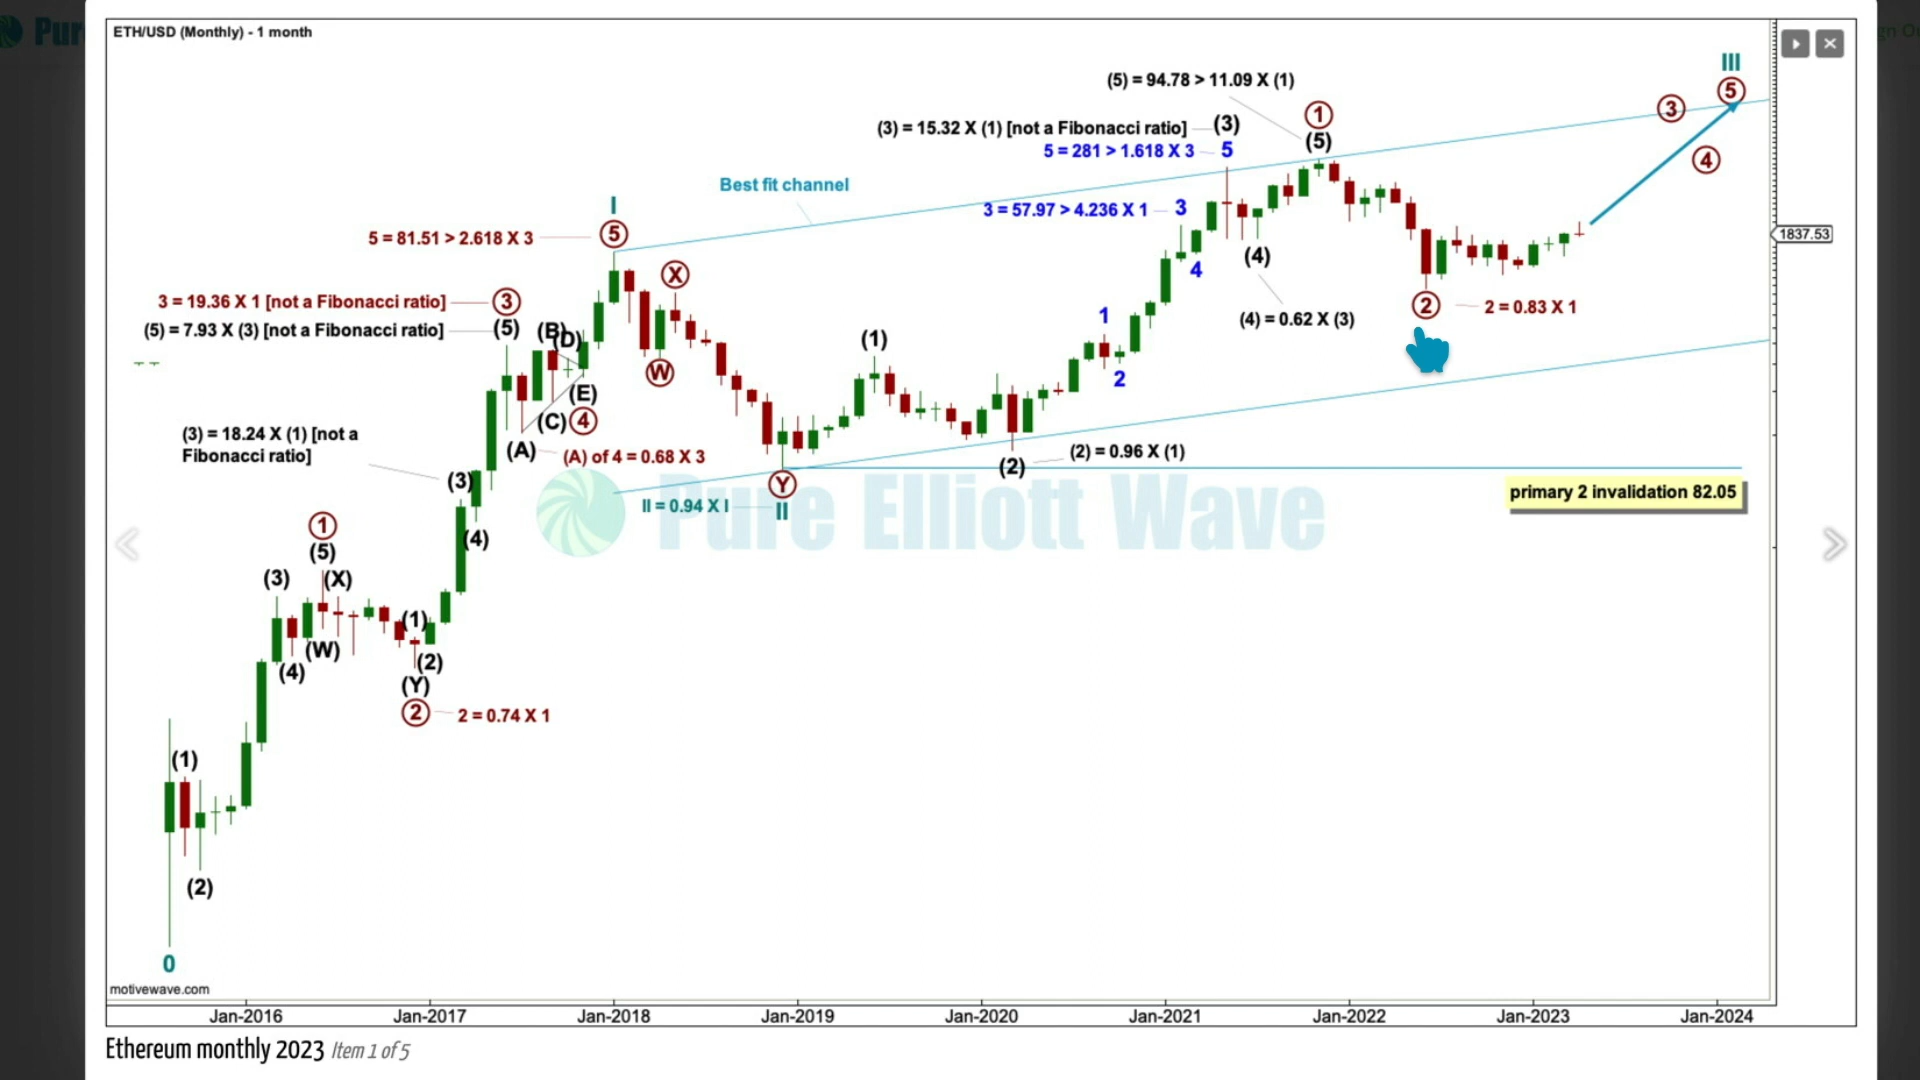 Pur
gn O
ETH/USD (Monthly) - 1 month
III
(5) = 94.78 > 11.09 X (1)
5
3
1
(3) = 15.32 X (1) [not a Fibonacci ratio]
(3)
(5)
5 = 281 > 1.618 X 3
5
4
Best fit channel
I
3 = 57.97 > 4.236 X 1
3
5 = 81.51 > 2.618 X 3
5
1837.53
X
4
(4)
3 = 19.36 X 1 [not a Fibonacci ratio]
3
2
2 = 0.83 X 1
(5) = 7.93 X (3) [not a Fibonacci ratio]
(5)
(B)
(D)
1
(4) = 0.62 X (3)
(1)
W
2
(E)
(C)
4
(3) = 18.24 X (1) [not a
Fibonacci ratio]
(A)
(A) of 4 = 0.68 X 3
(2) = 0.96 X (1)
(2)
(3)
Y
primary 2 invalidation 82.05
II = 0.94 X I
II
Pure Elliott Wave
1
(4)
(5)
(3)
(X)
(1)
(W)
(2)
(4)
(Y)
2
2 = 0.74 X 1
(1)
(2)
0
motivewave.com
Jan-2016
Jan-2017
Jan-2018
Jan-2019
Jan-2020
Jan-2021
Jan-2022
Jan-2023
Jan-2024
Ethereum monthly 2023 Item 1 of 5